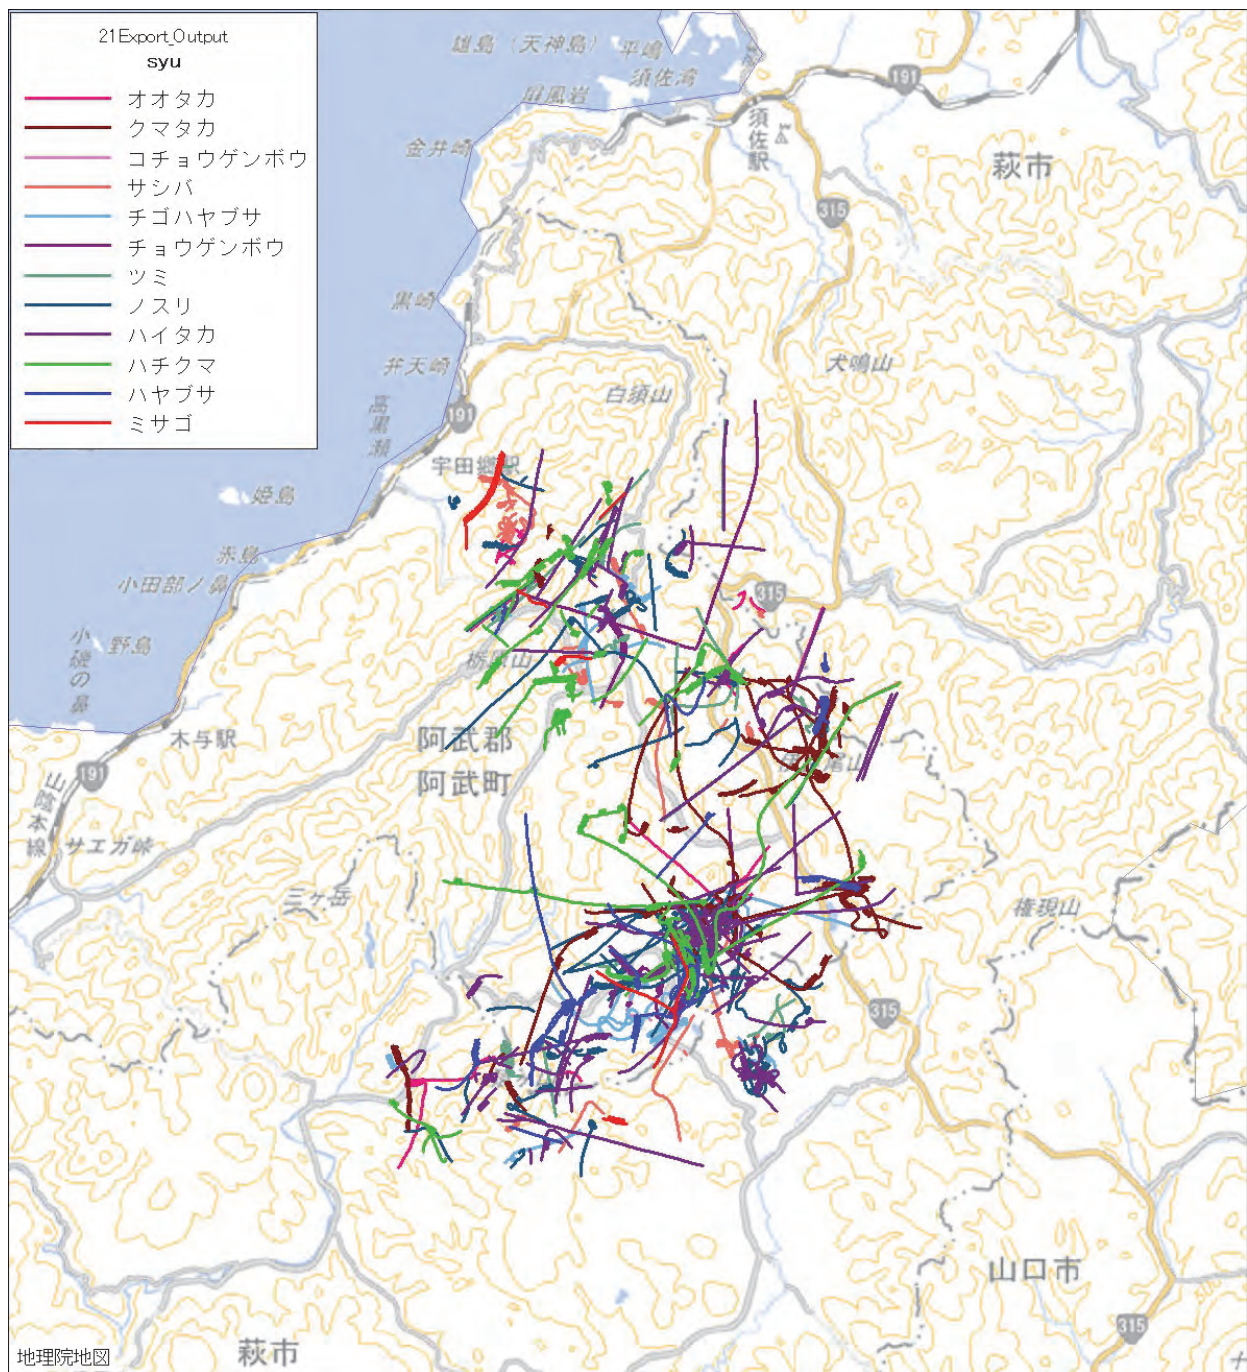 21Export_Output
syu
オオタカ
クマタカ
コチョウゲンボウ
サシバ
チゴハヤブサ
チョウゲンボウ
ツミ
ノスリ
ハイタカ
ハチクマ
ハヤブサ
ミサゴ
雄島（天神島）
平嶋
須佐湾
屏風岩
191
金井崎
須佐駅
萩市
315
黒崎
弁天崎
犬鳴山
白須山
高黒瀬
191
宇田郷駅
姫島
赤島
小田部ノ鼻
315
小磯の鼻
野島
栃原山
木与駅
阿武郡
阿武町
191
山陰本線
サエガ峠
三ヶ岳
権現山
315
山口市
315
萩市
地理院地図